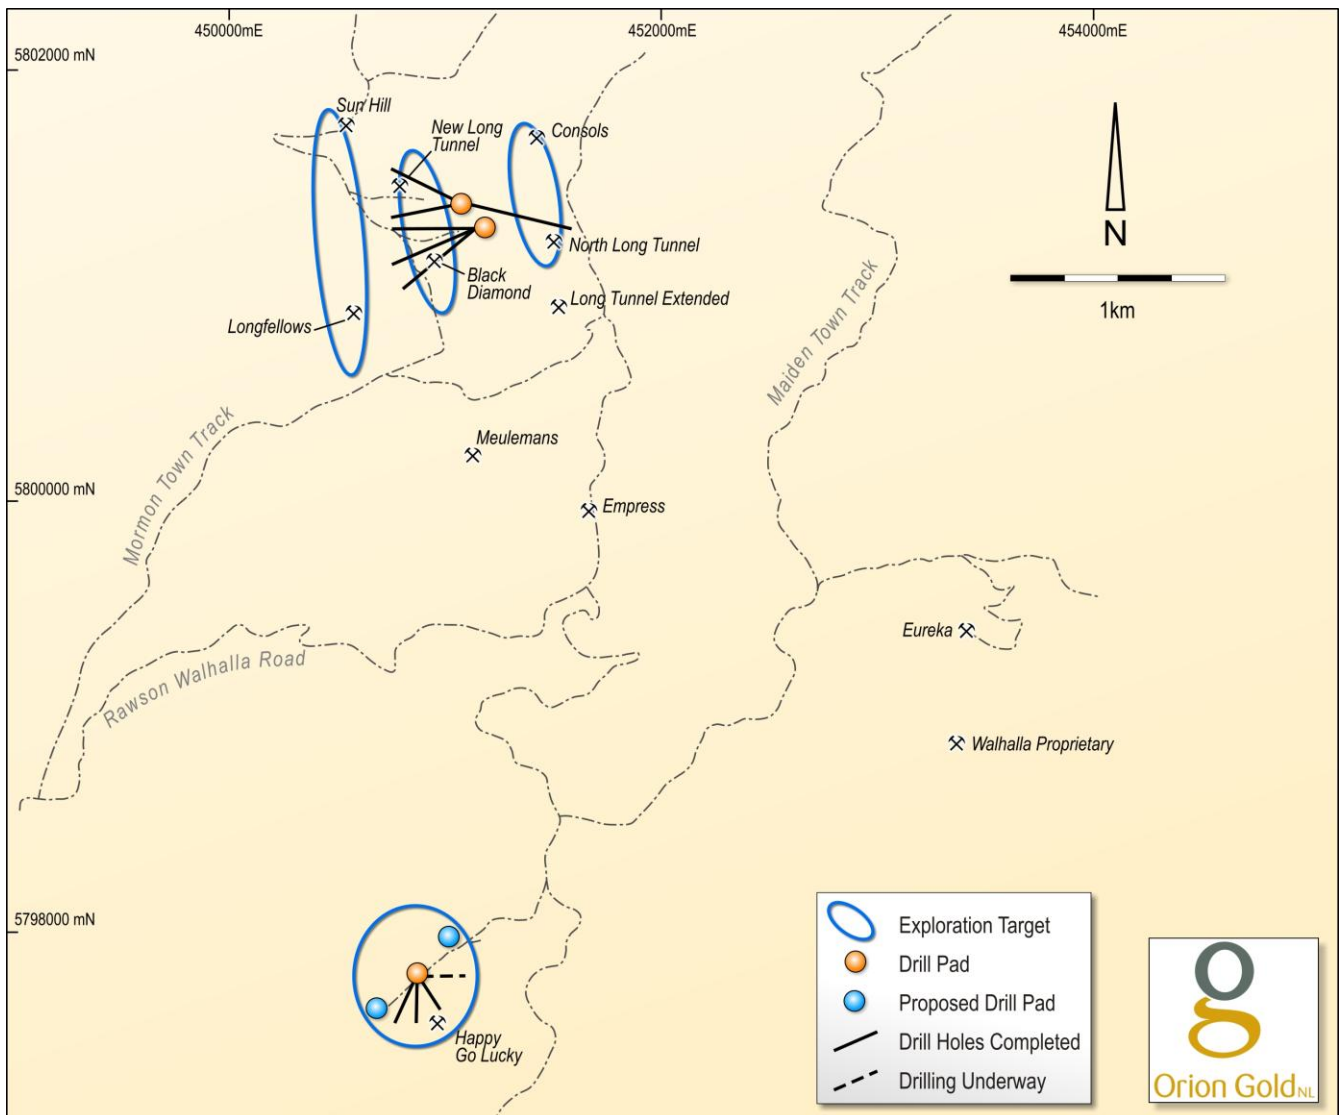 450000mE
452000mE
454000mE
5802000 mN
Sun Hill
New Long
Tunnel
Consols
N
North Long Tunnel
Black
Diamond
Long Tunnel Extended
1km
Longfellows
Maiden Town Track
Mormon Town Track
Meulemans
5800000 mN
Empress
Eureka
Rawson Walhalla Road
Walhalla Proprietary
5798000 mN
Happy
Go Lucky
Exploration Target
Drill Pad
Proposed Drill Pad
Drill Holes Completed
Drilling Underway
Orion Gold NL